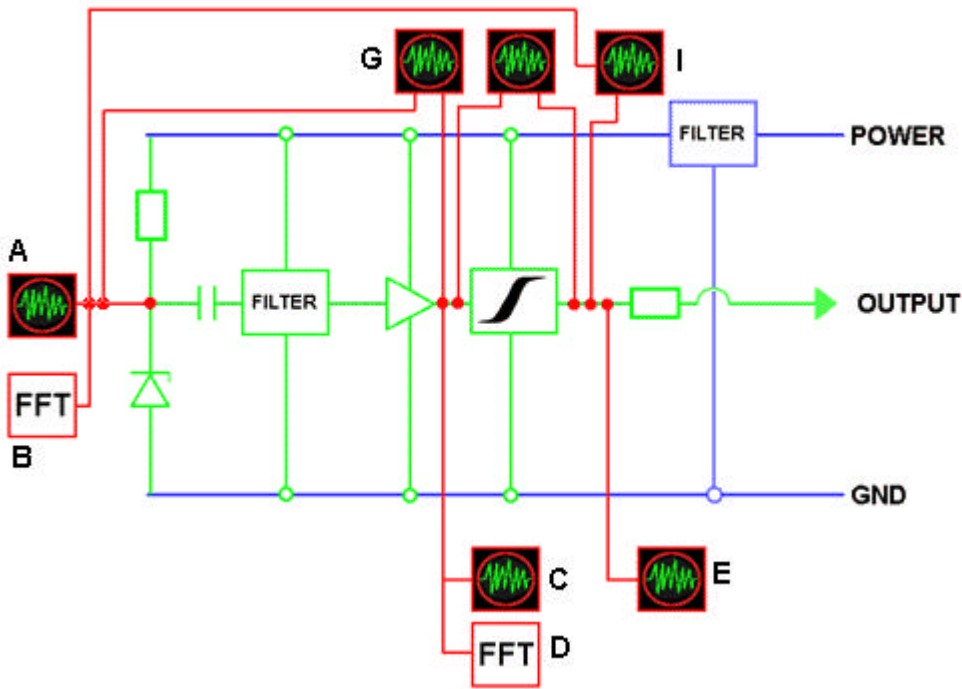 G
I
FILTER
POWER
A
FILTER
OUTPUT
FFT
B
GND
C
E
FFT
D